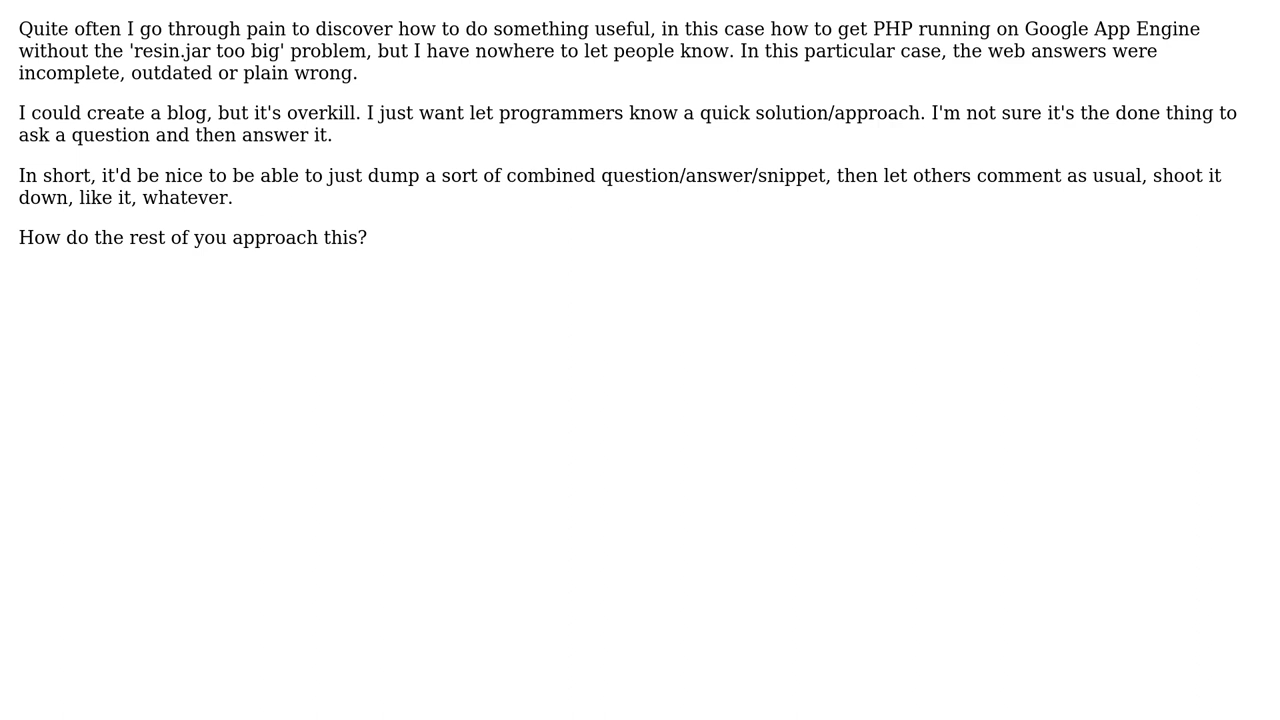 Quite often I go through pain to discover how to do something useful, in this case how to get PHP running on Google App Engine
without the 'resin.jar too big' problem, but I have nowhere to let people know. In this particular case, the web answers were
incomplete, outdated or plain wrong.
I could create a blog, but it's overkill. I just want let programmers know a quick solution/approach. I'm not sure it's the done thing to
ask a question and then answer it.
In short, it'd be nice to be able to just dump a sort of combined question/answer/snippet, then let others comment as usual, shoot it
down, like it, whatever.
How do the rest of you approach this?